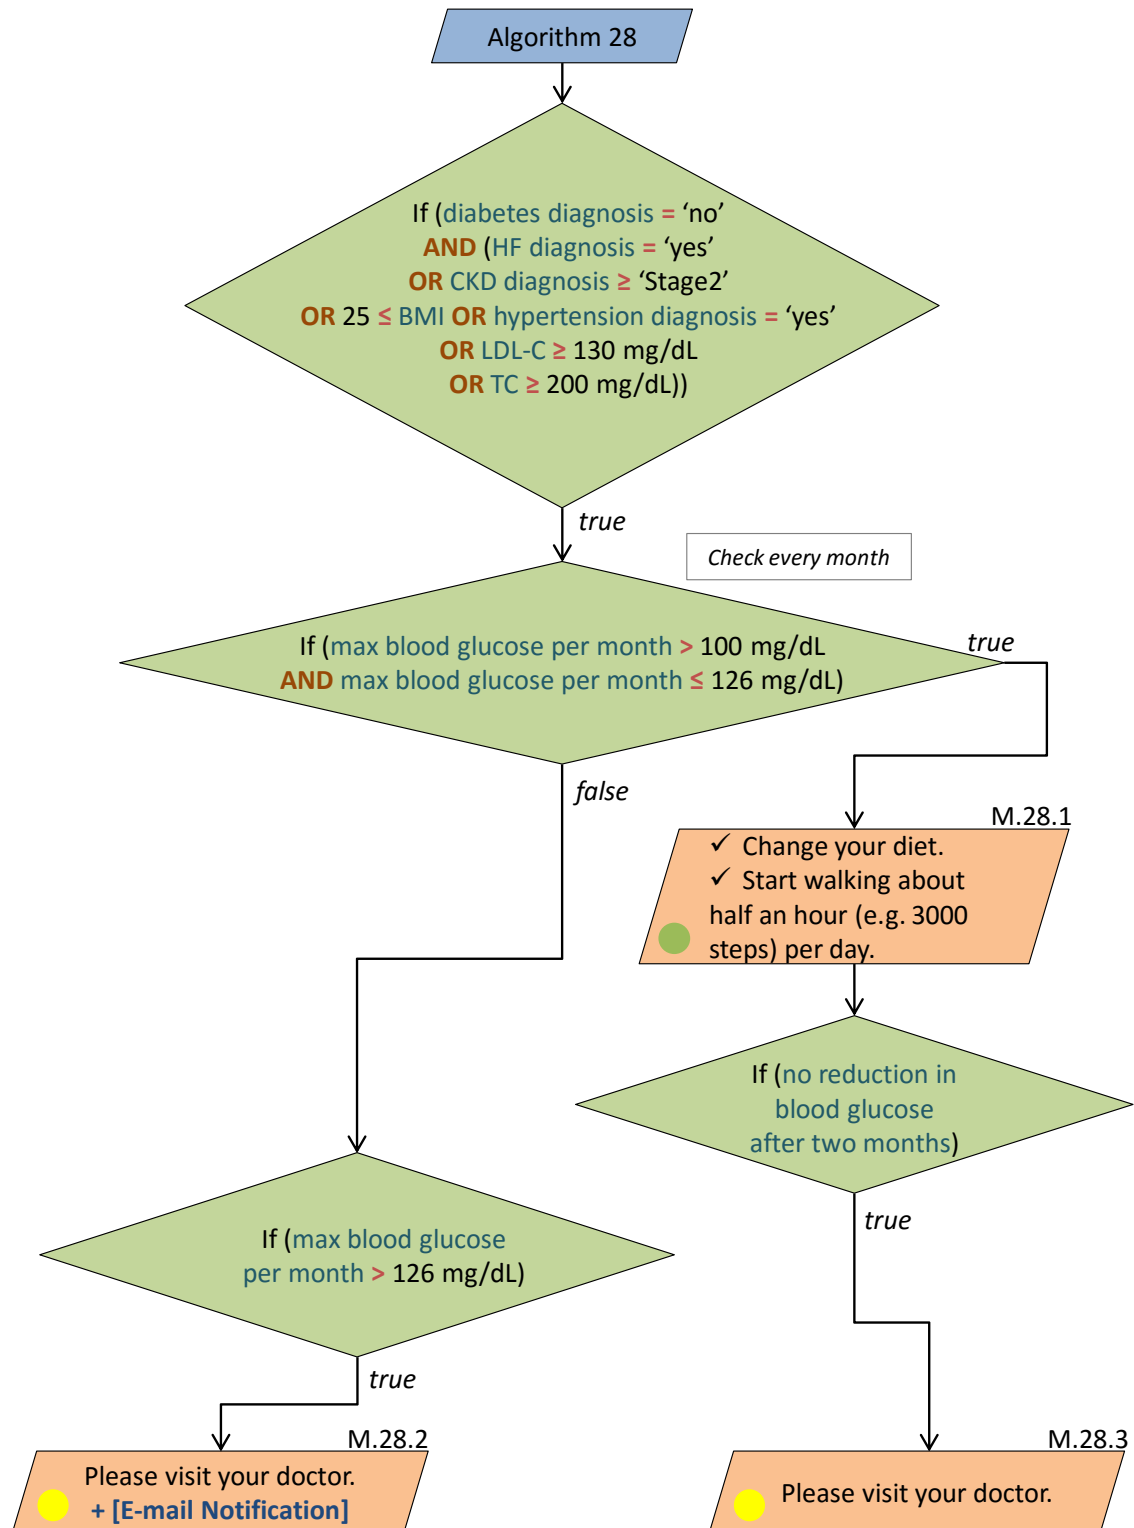 Algorithm 28
If (diabetes diagnosis = ‘no’
AND (HF diagnosis = ‘yes’
OR CKD diagnosis ≥ ‘Stage2’
OR 25 ≤ BMI OR hypertension diagnosis = ‘yes’
OR LDL-C ≥ 130 mg/dL
OR TC ≥ 200 mg/dL))
true
Check every month
If (max blood glucose per month > 100 mg/dL
AND max blood glucose per month ≤ 126 mg/dL)
true
false
M.28.1
✓ Change your diet.
✓ Start walking about
half an hour (e.g. 3000
steps) per day.
If (no reduction in
blood glucose
after two months)
true
If (max blood glucose
per month > 126 mg/dL)
true
M.28.2
Please visit your doctor.
+ [E-mail Notification]
M.28.3
Please visit your doctor.